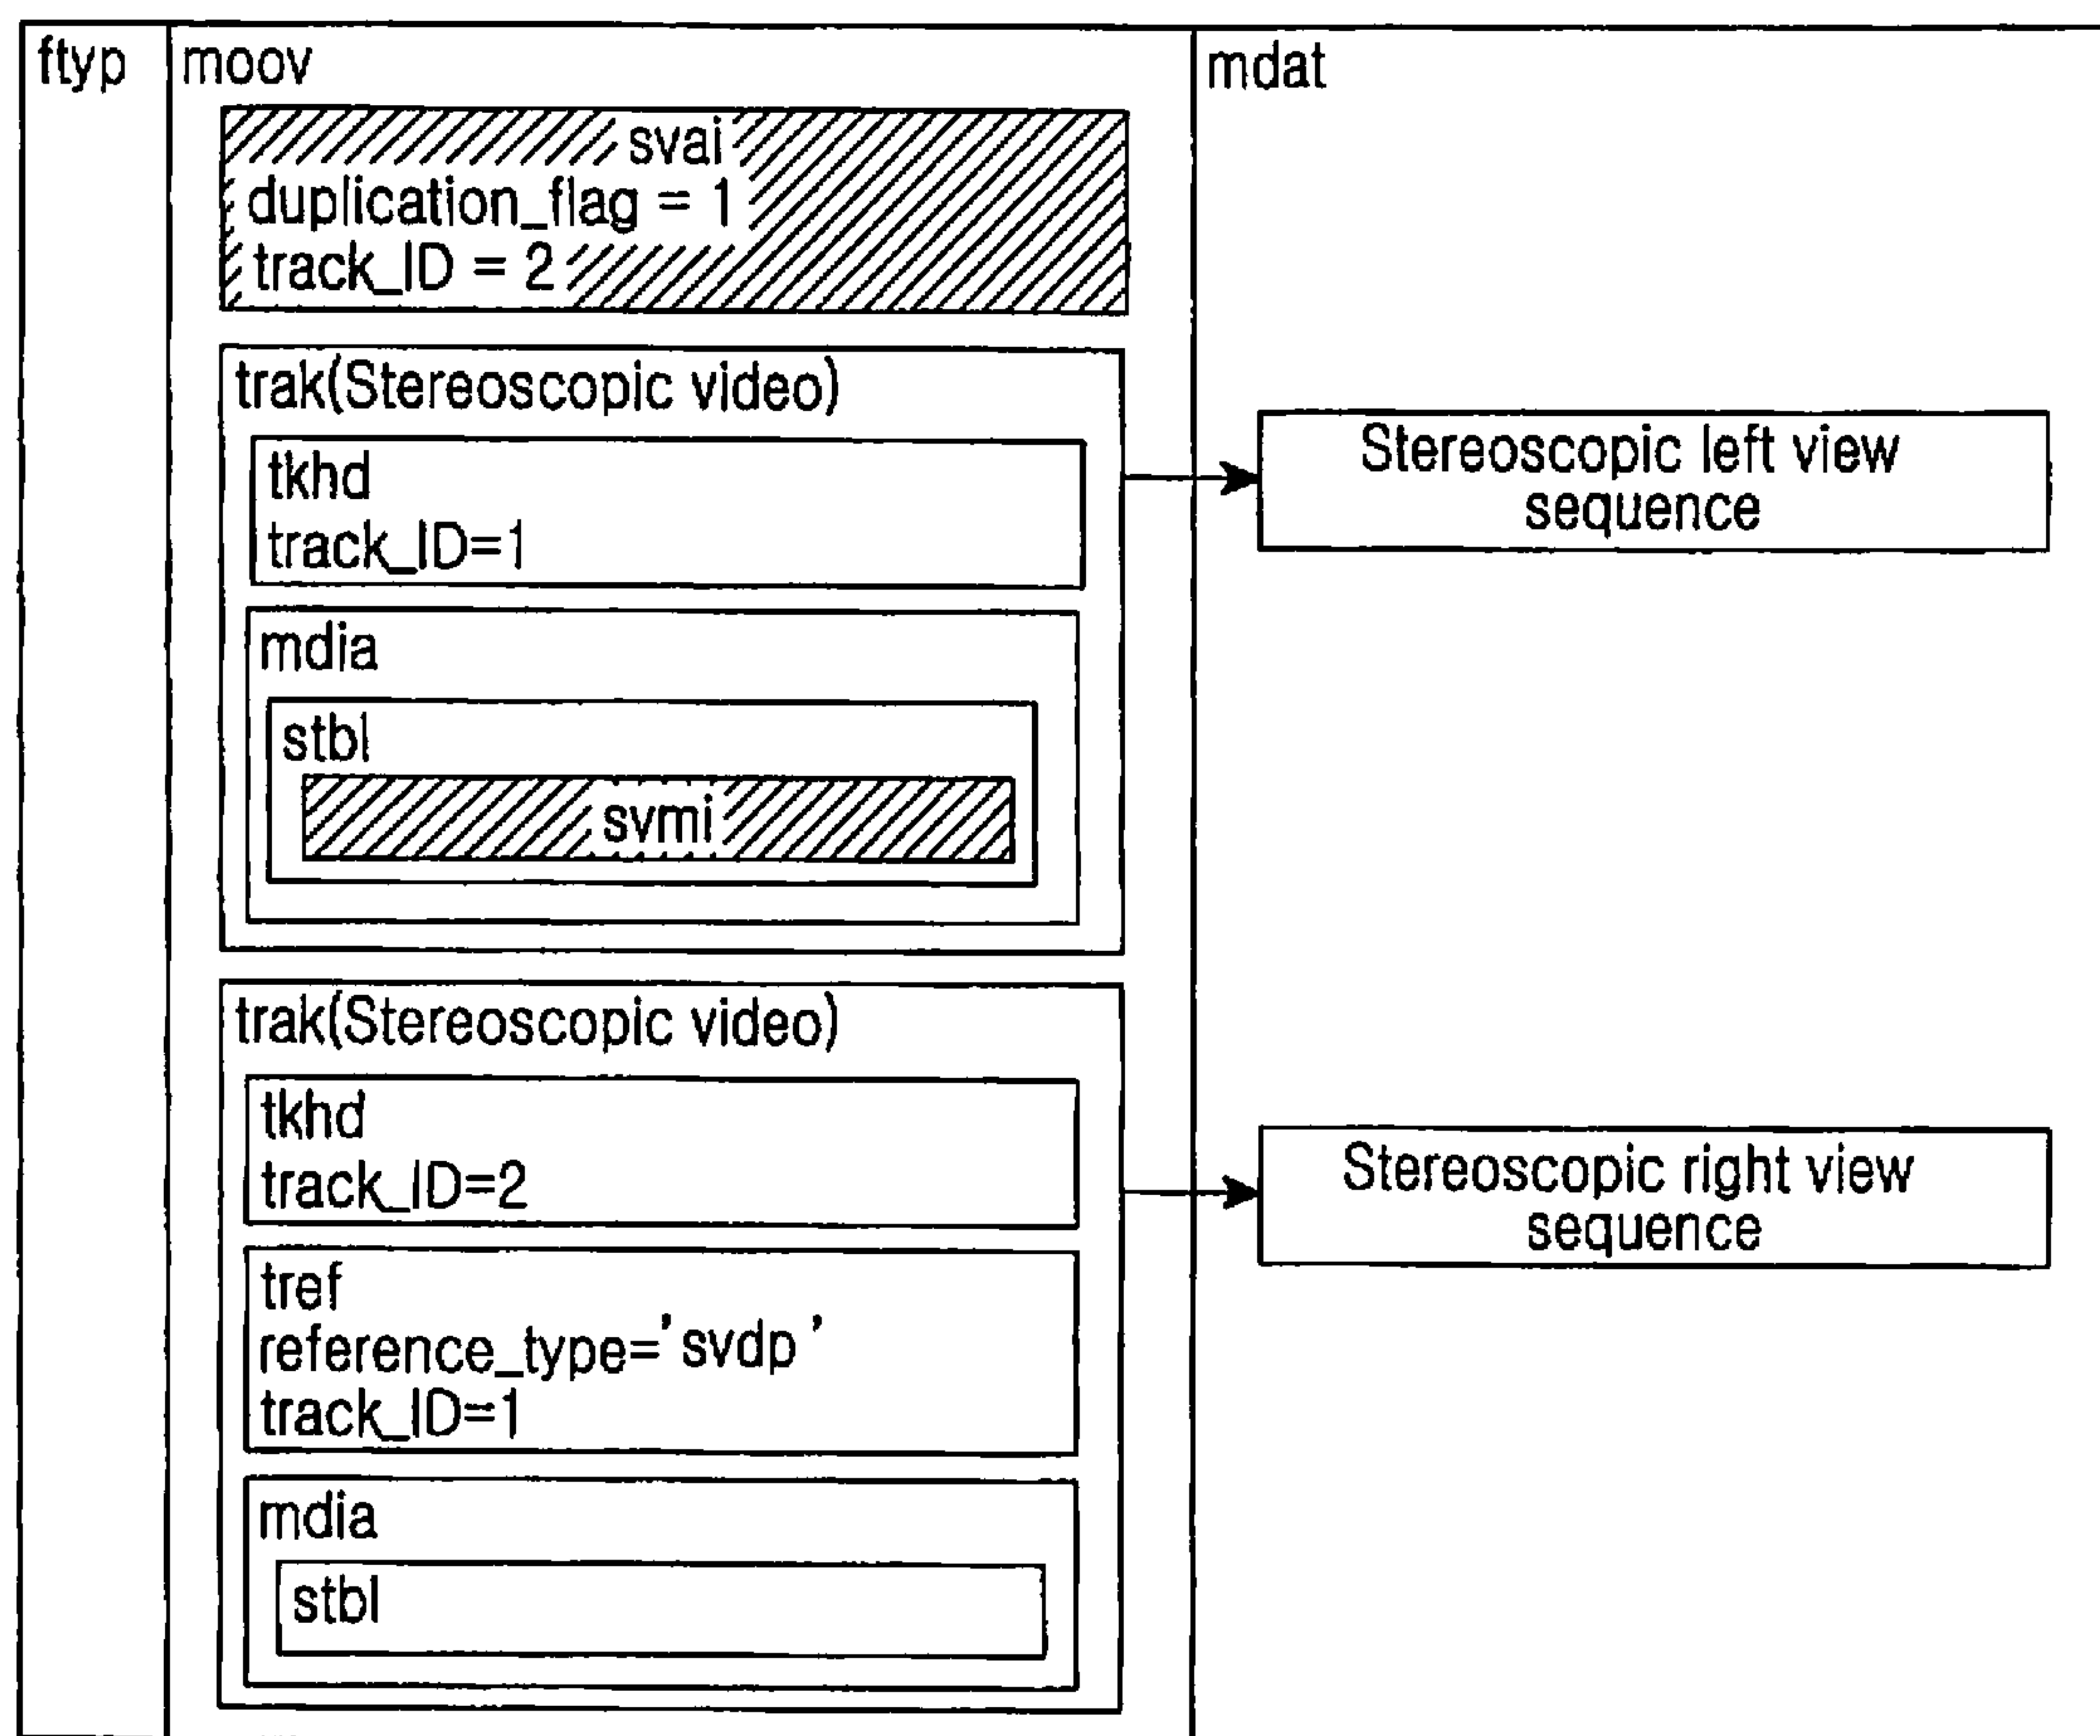 ftyp
moov
svai
duplication_flag = 1
track_ID = 2
trak(Stereoscopic video)
tkhd
track_ID=1
mdia
stbl
svmi
trak(Stereoscopic video)
tkhd
track_ID=2
tref
reference_type='svdp'
track_ID=1
mdia
stbl
mdat
Stereoscopic left view
sequence
Stereoscopic right view
sequence